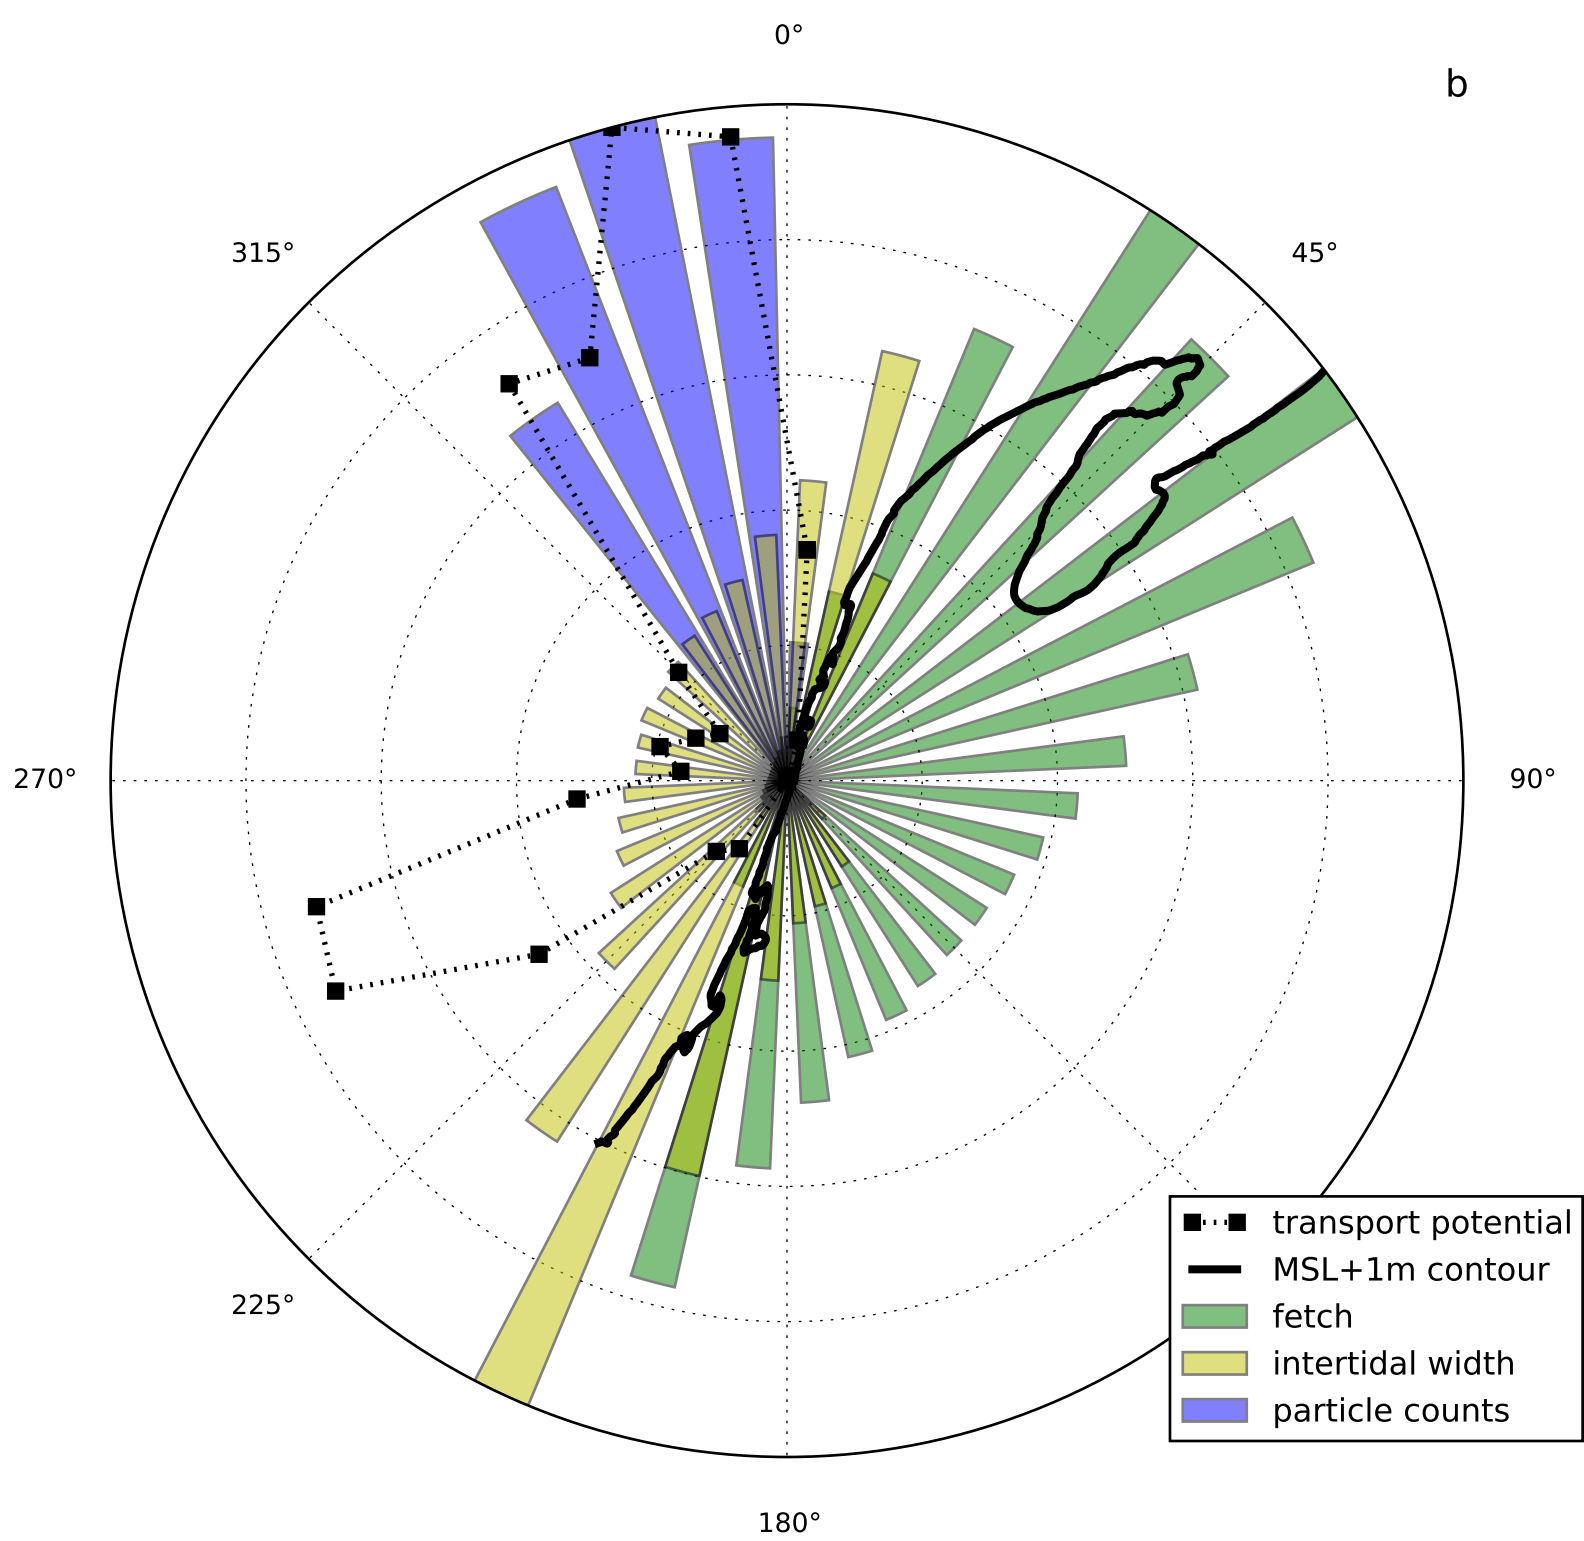 0°
b
315°
45°
270°
90°
225°
180°
transport potential
MSL+1m contour
fetch
intertidal width
particle counts